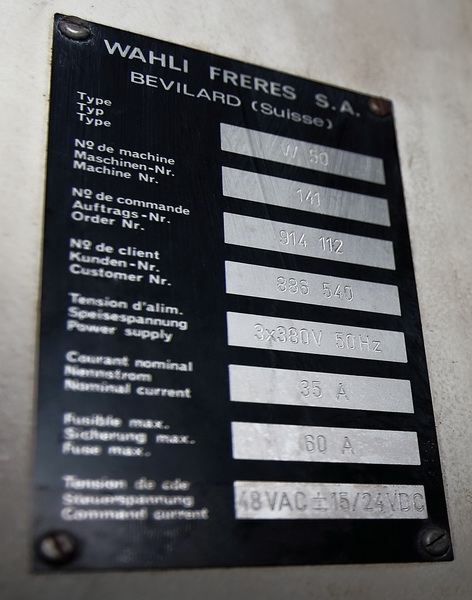 WAHLI FRERES S.A.
BEVILARD (Suisse)
Type
Typ
Type
W 90
Nº de machine
Maschinen-Nr.
Machine Nr.
141
Nº de commande
Auftrags-Nr.
Order Nr.
914 112
Nº de client
Kunden-Nr.
Customer Nr.
886 540
Tension d'alim.
Speisespannung
Power supply
3x380V 50Hz
Courant nominal
Nennstrom
Nominal current
35 A
Fusible max.
Sicherung max.
Fuse max.
60 A
Tension de cde
Steuerspannung
Command current
48VAC ± 15/24VDC